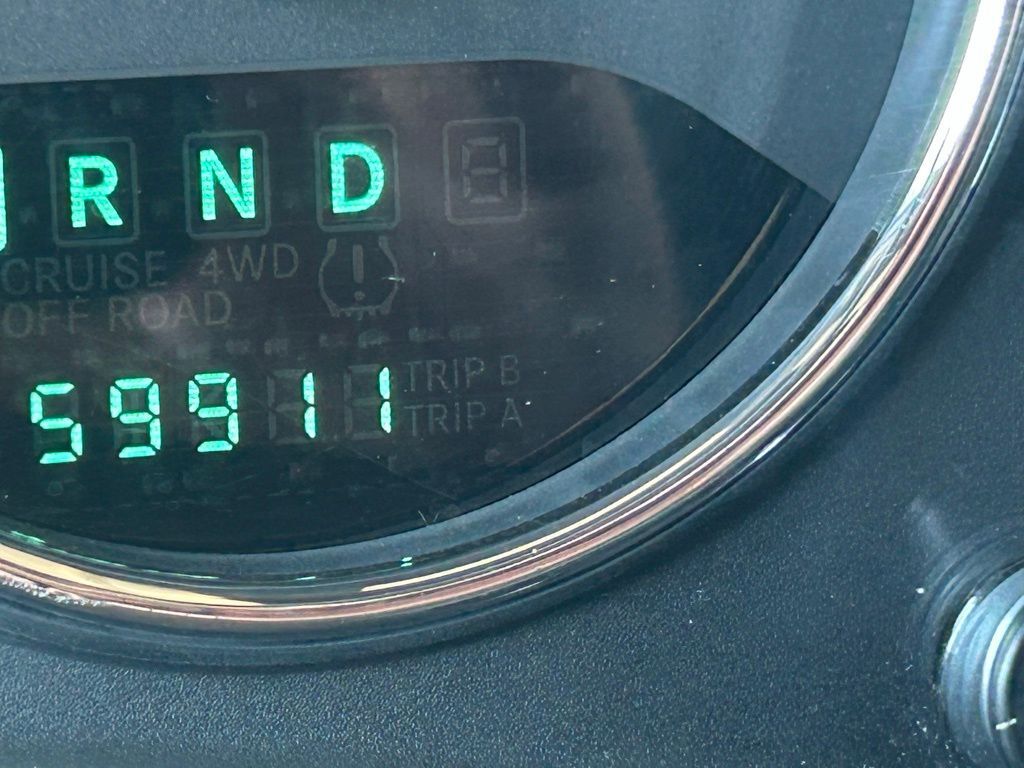 R N D
CRUISE 4WD
OFF ROAD
TRIP B
59911
TRIP A